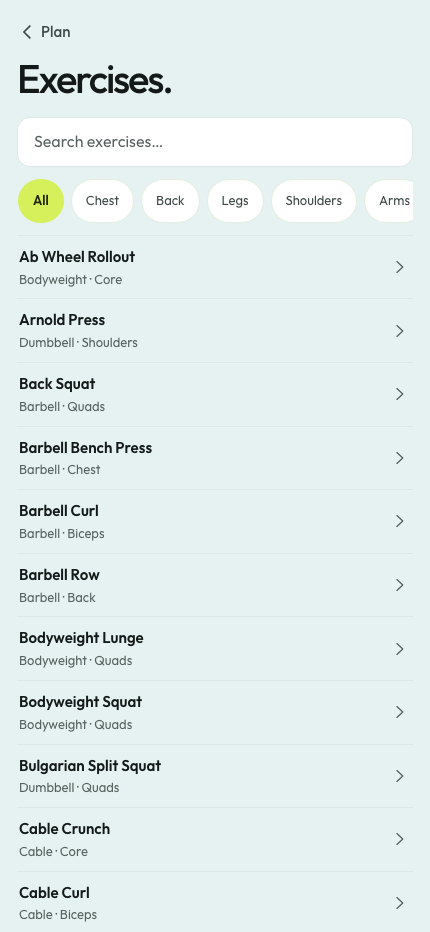 Plan
Exercises.
Search exercises...
All Chest Back Legs Shoulders Arms
Ab Wheel Rollout
Bodyweight · Core
Arnold Press
Dumbbell · Shoulders
Back Squat
Barbell · Quads
Barbell Bench Press
Barbell · Chest
Barbell Curl
Barbell · Biceps
Barbell Row
Barbell · Back
Bodyweight Lunge
Bodyweight · Quads
Bodyweight Squat
Bodyweight · Quads
Bulgarian Split Squat
Dumbbell · Quads
Cable Crunch
Cable · Core
Cable Curl
Cable · Biceps